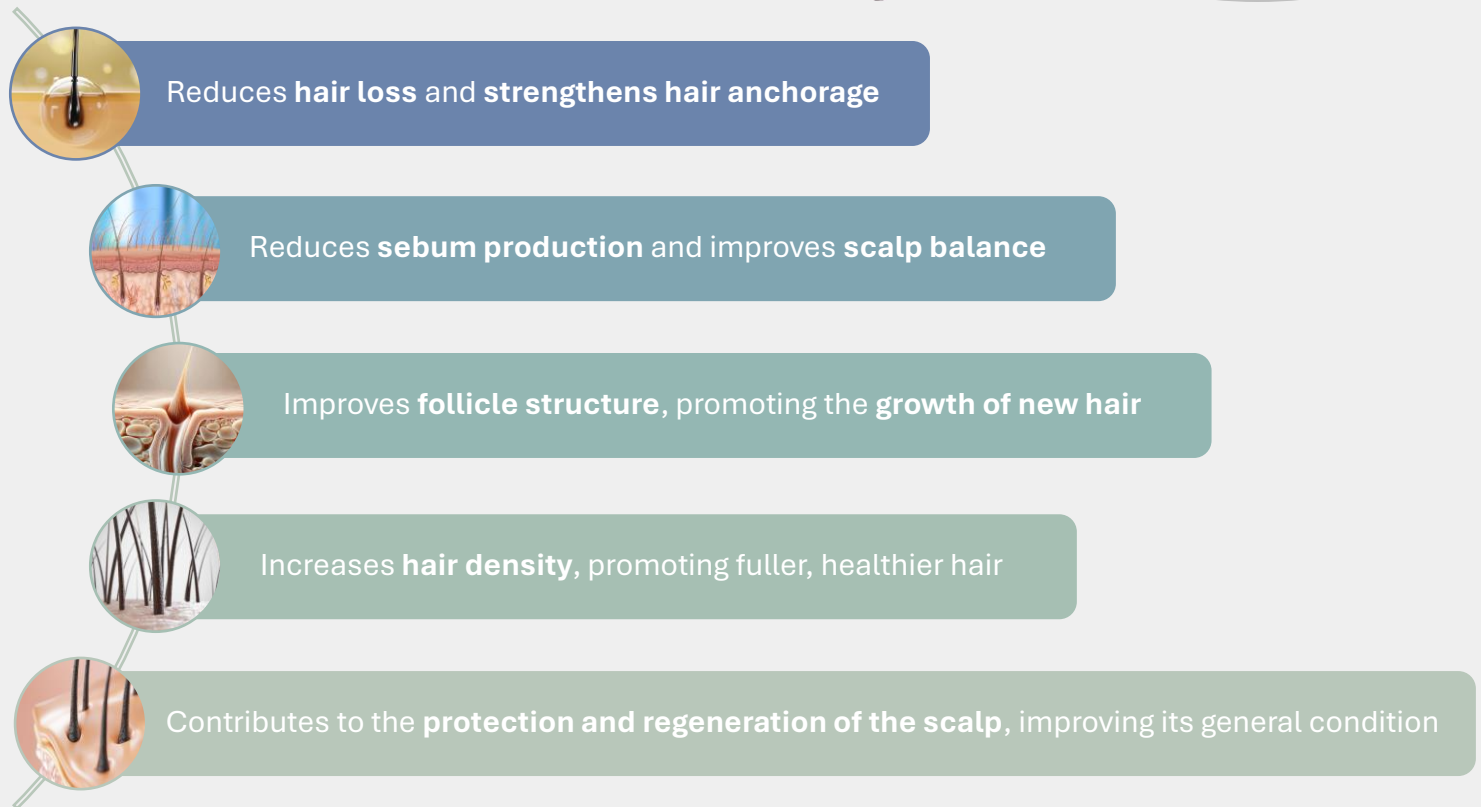 Reduces hair loss and strengthens hair anchorage
Reduces sebum production and improves scalp balance
Improves follicle structure, promoting the growth of new hair
Increases hair density, promoting fuller, healthier hair
Contributes to the protection and regeneration of the scalp, improving its general condition